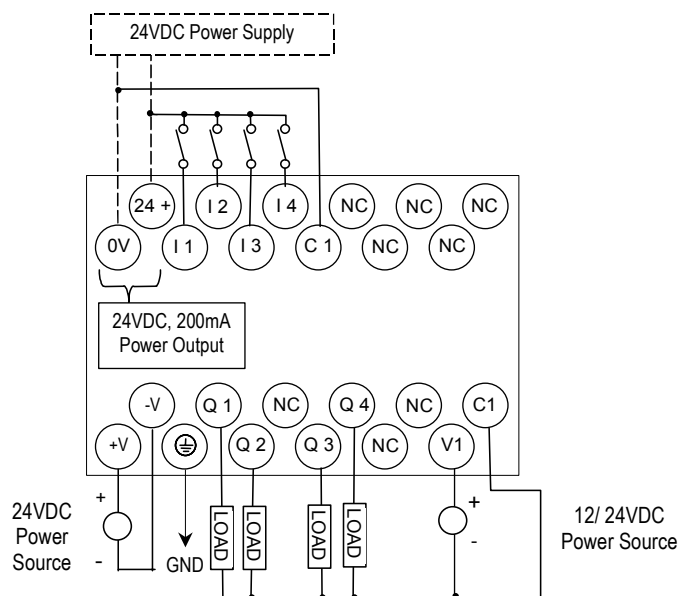 24VDC Power Supply
24 +
I 2
I 4
NC
NC
NC
0V
I 1
I 3
C 1
NC
NC
24VDC, 200mA
Power Output
-V
Q 1
NC
Q 4
NC
C1
+V
Q 2
Q 3
NC
V1
+
-
24VDC
Power
Source
GND
LOAD
LOAD
LOAD
LOAD
+
-
12/ 24VDC
Power Source